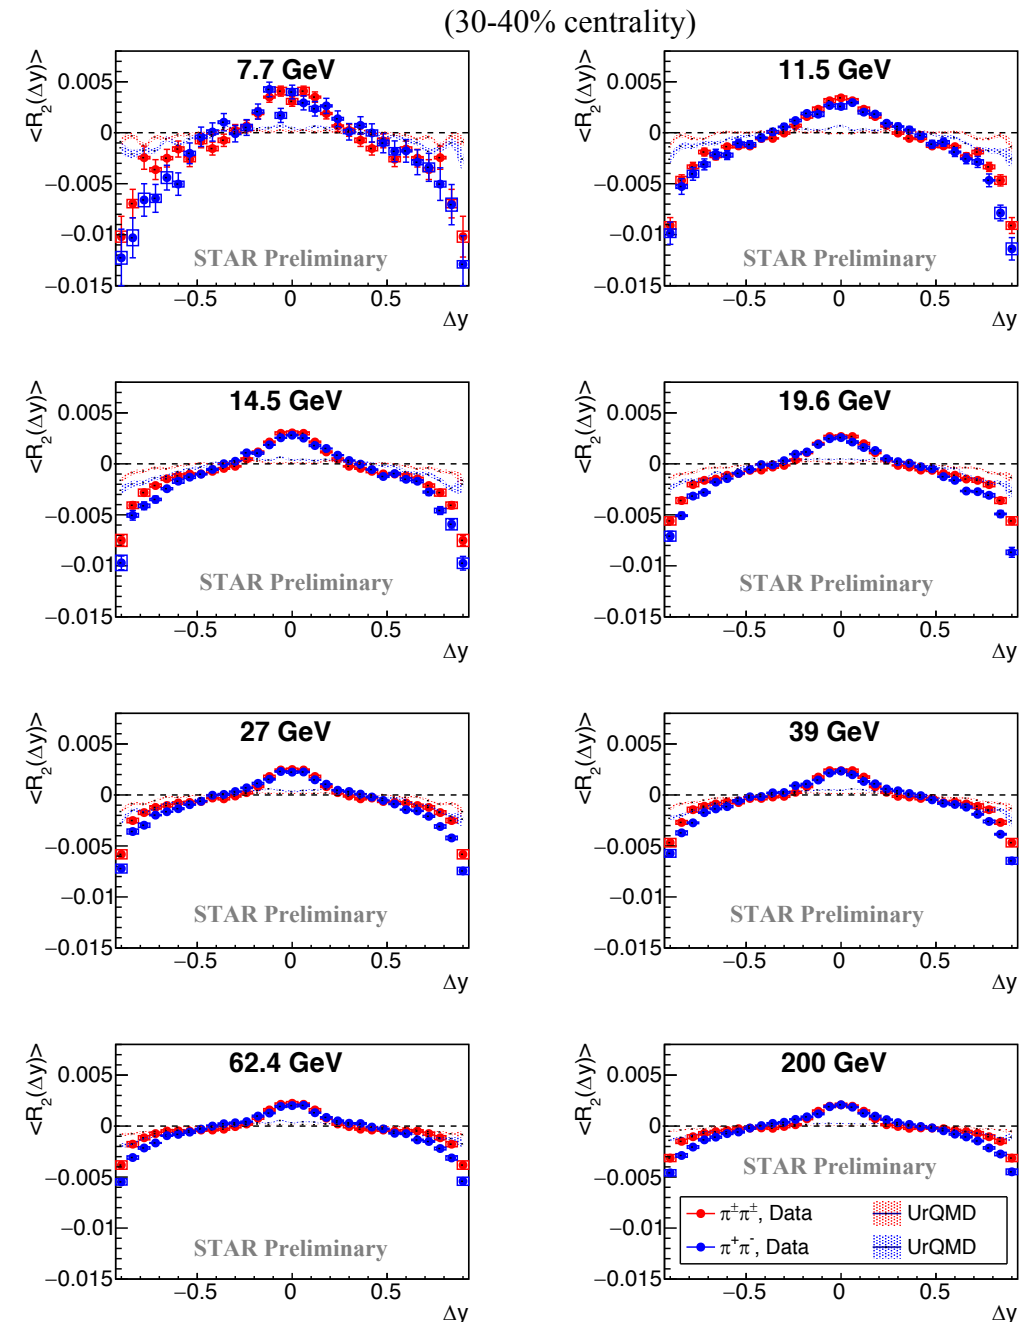 (30-40% centrality)
7.7 GeV
<R₂(Δy)>
0.005
0
−0.005
−0.01
−0.015
STAR Preliminary
−0.5 0 0.5
Δy
11.5 GeV
<R₂(Δy)>
0.005
0
−0.005
−0.01
−0.015
STAR Preliminary
−0.5 0 0.5
Δy
14.5 GeV
<R₂(Δy)>
0.005
0
−0.005
−0.01
−0.015
STAR Preliminary
−0.5 0 0.5
Δy
19.6 GeV
<R₂(Δy)>
0.005
0
−0.005
−0.01
−0.015
STAR Preliminary
−0.5 0 0.5
Δy
27 GeV
<R₂(Δy)>
0.005
0
−0.005
−0.01
−0.015
STAR Preliminary
−0.5 0 0.5
Δy
39 GeV
<R₂(Δy)>
0.005
0
−0.005
−0.01
−0.015
STAR Preliminary
−0.5 0 0.5
Δy
62.4 GeV
<R₂(Δy)>
0.005
0
−0.005
−0.01
−0.015
STAR Preliminary
−0.5 0 0.5
Δy
200 GeV
<R₂(Δy)>
0.005
0
−0.005
−0.01
−0.015
STAR Preliminary
π±π±, Data UrQMD
π⁺π⁻, Data UrQMD
−0.5 0 0.5
Δy